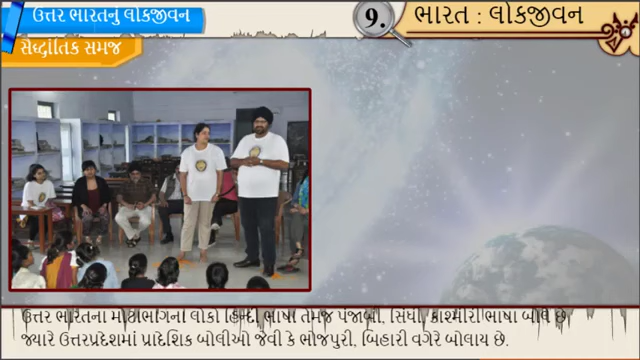 ઉત્તર ભારતનું લોકજીવન
9. ભારત : લોકજીવન
સૈદ્ધાંતિક સમજ
ઉત્તર ભારતના મોટાભાગના લોકો હિન્દી ભાષા તેમજ પંજાબી, સિંધી, કાશ્મીરી ભાષા બોલે છે.
જ્યારે ઉત્તરપ્રદેશમાં પ્રાદેશિક બોલીઓ જેવી કે ભોજપુરી, બિહારી વગેરે બોલાય છે.